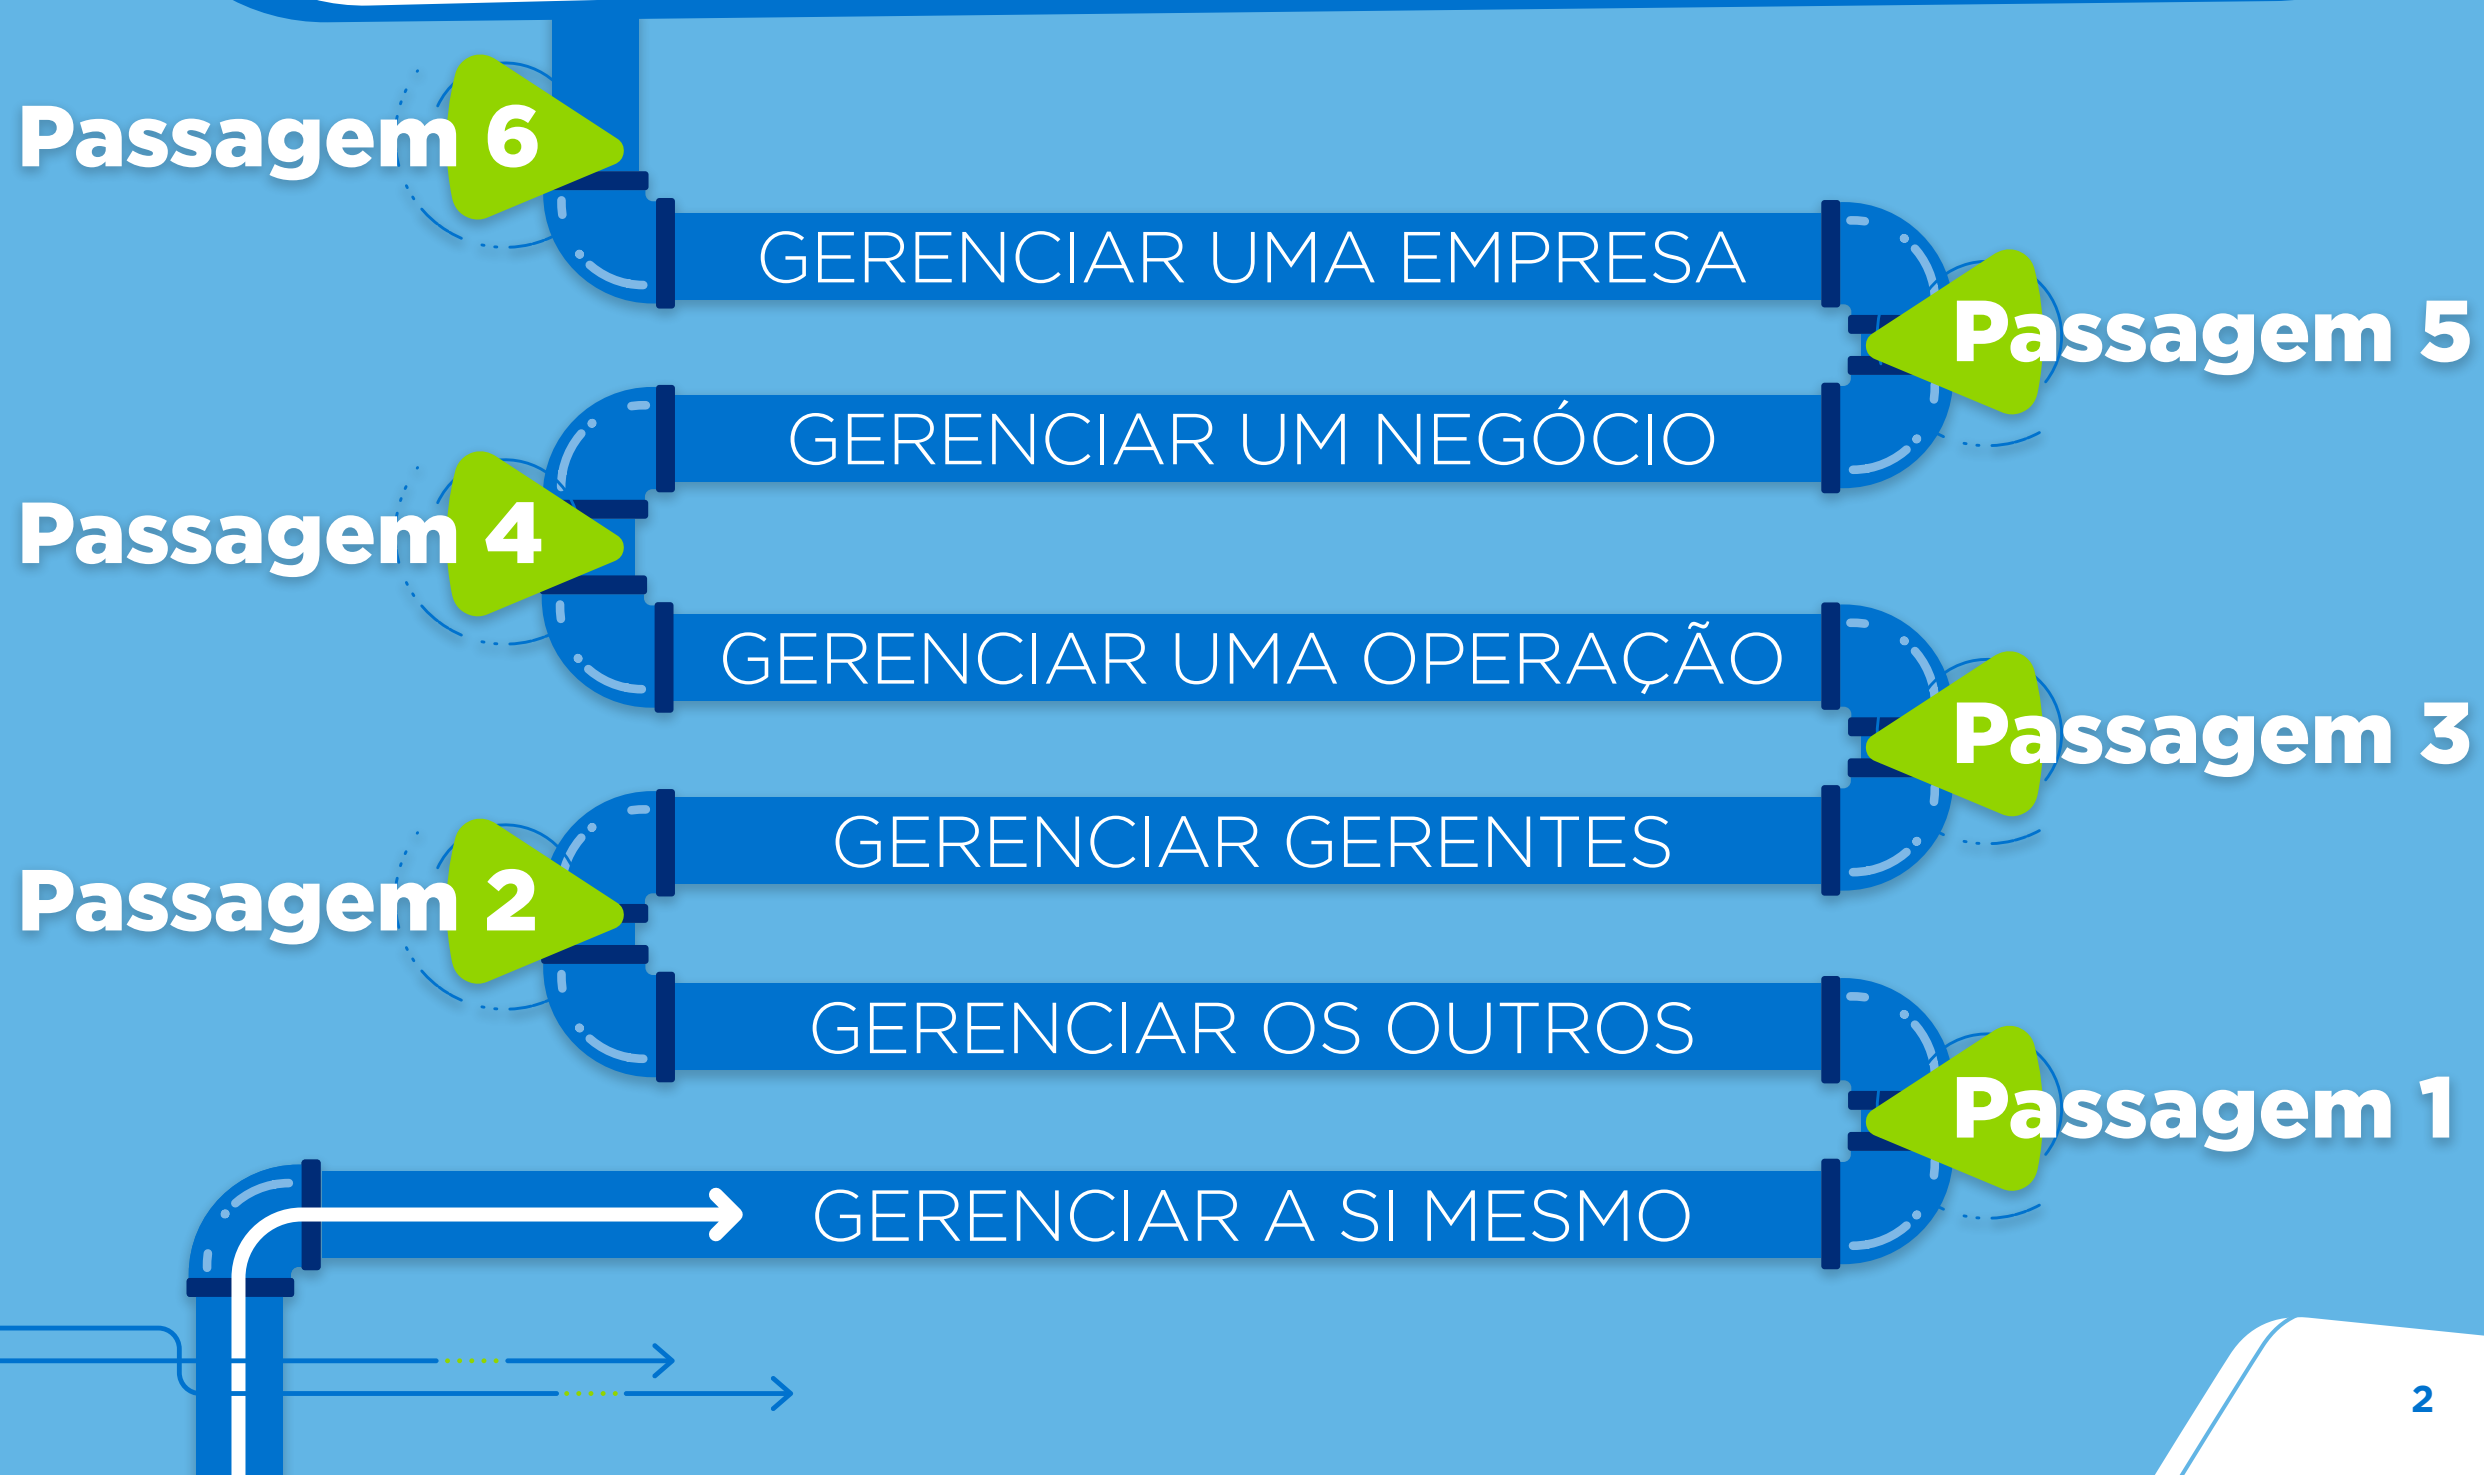 Passagem 6
GERENCIAR UMA EMPRESA
Passagem 5
GERENCIAR UM NEGÓCIO
Passagem 4
GERENCIAR UMA OPERAÇÃO
Passagem 3
GERENCIAR GERENTES
Passagem 2
GERENCIAR OS OUTROS
Passagem 1
GERENCIAR A SI MESMO
2